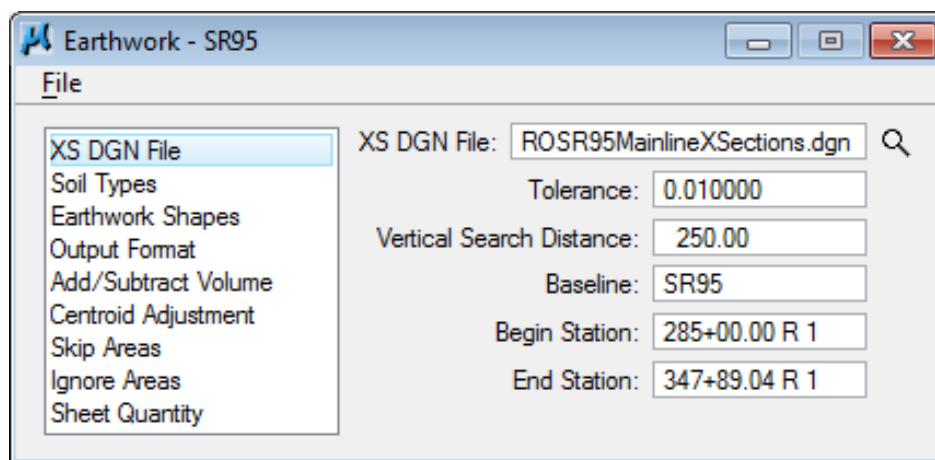 Earthwork - SR95
File
XS DGN File
Soil Types
Earthwork Shapes
Output Format
Add/Subtract Volume
Centroid Adjustment
Skip Areas
Ignore Areas
Sheet Quantity
XS DGN File: ROSR95MainlineXSections.dgn
Tolerance: 0.010000
Vertical Search Distance: 250.00
Baseline: SR95
Begin Station: 285+00.00 R 1
End Station: 347+89.04 R 1